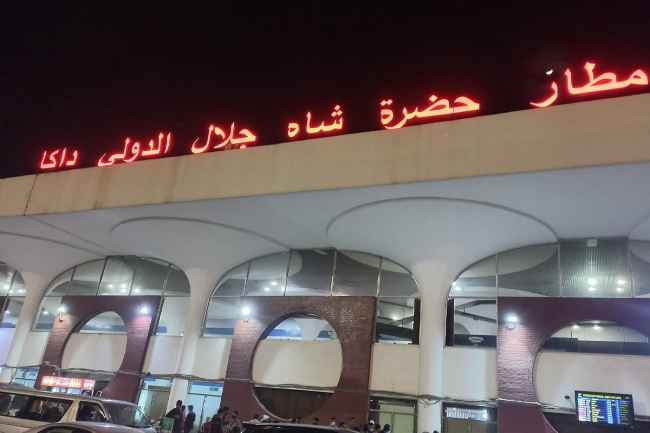 مطار حضرة شاه جلال الدولي داكا